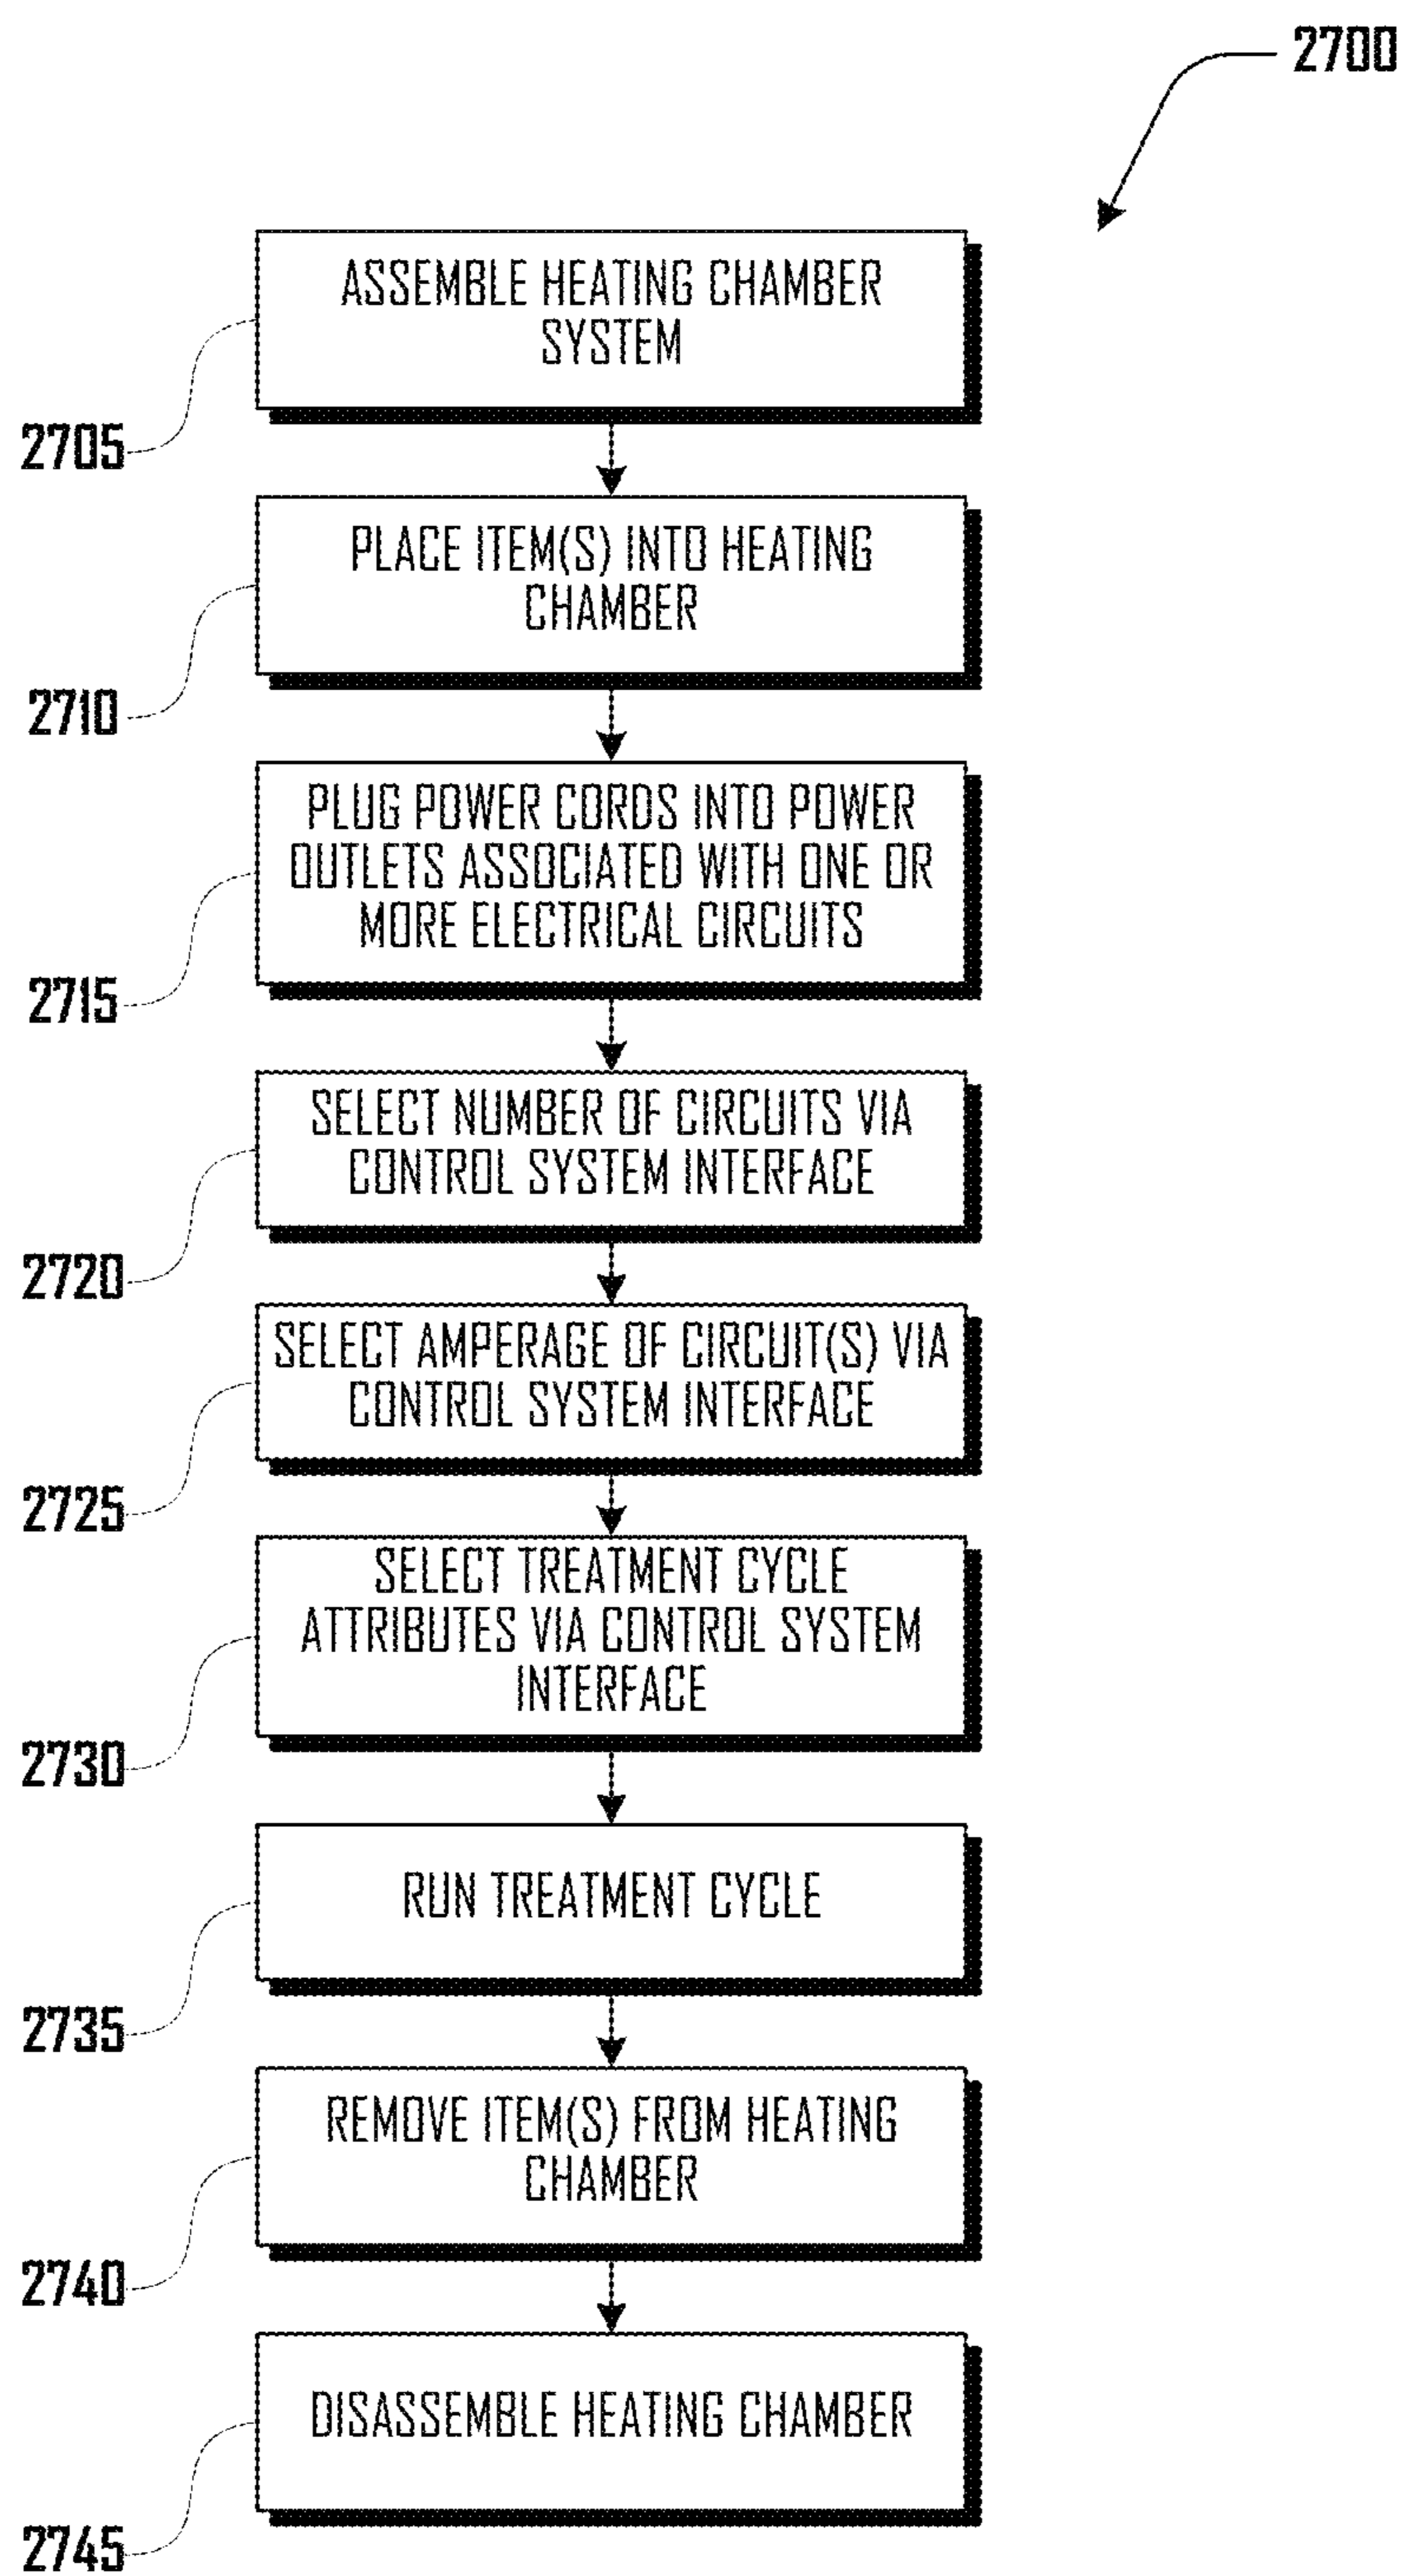 2700
ASSEMBLE HEATING CHAMBER
SYSTEM
2705
PLACE ITEM(S) INTO HEATING
CHAMBER
2710
PLUG POWER CORDS INTO POWER
OUTLETS ASSOCIATED WITH ONE OR
MORE ELECTRICAL CIRCUITS
2715
SELECT NUMBER OF CIRCUITS VIA
CONTROL SYSTEM INTERFACE
2720
SELECT AMPERAGE OF CIRCUIT(S) VIA
CONTROL SYSTEM INTERFACE
2725
SELECT TREATMENT CYCLE
ATTRIBUTES VIA CONTROL SYSTEM
INTERFACE
2730
RUN TREATMENT CYCLE
2735
REMOVE ITEM(S) FROM HEATING
CHAMBER
2740
DISASSEMBLE HEATING CHAMBER
2745